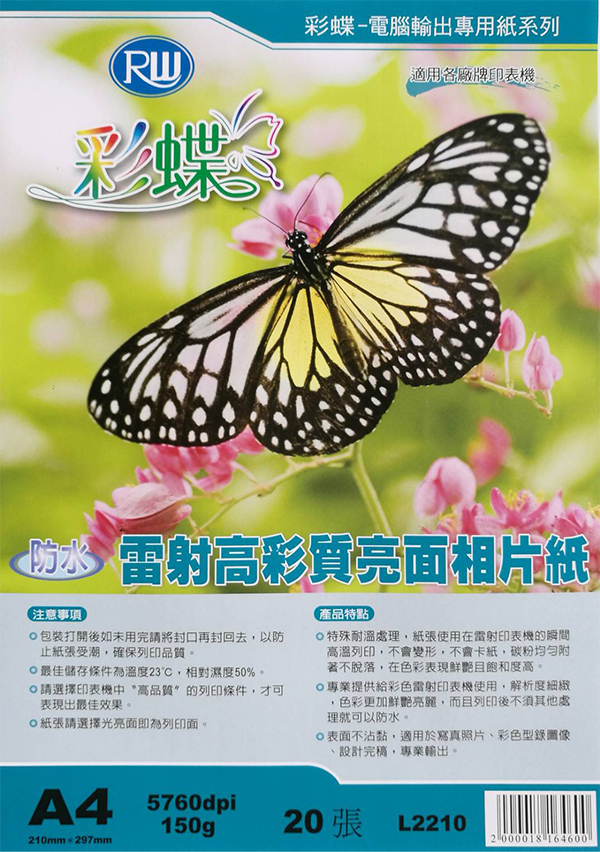 彩蝶-電腦輸出專用紙系列
RW
適用各廠牌印表機
彩蝶
防水 雷射高彩質亮面相片紙
注意事項
包裝打開後如未用完請將封口再封回去，以防
止紙張受潮，確保列印品質。
最佳儲存條件為溫度23℃，相對濕度50%。
請選擇印表機中“高品質”的列印條件，才可
表現出最佳效果。
紙張請選擇光亮面即為列印面。
產品特點
特殊耐溫處理，紙張使用在雷射印表機的瞬間
高溫列印，不會變形，不會卡紙，碳粉均勻附
著不脫落，在色彩表現鮮艷且飽和度高。
專業提供給彩色雷射印表機使用，解析度細緻
，色彩更加鮮艷亮麗，而且列印後不須其他處
理就可以防水。
表面不沾黏，適用於寫真照片、彩色型錄圖像
、設計完稿，專業輸出。
A4
210mm*297mm
5760dpi
150g
20 張
L2210
2 000018 164600